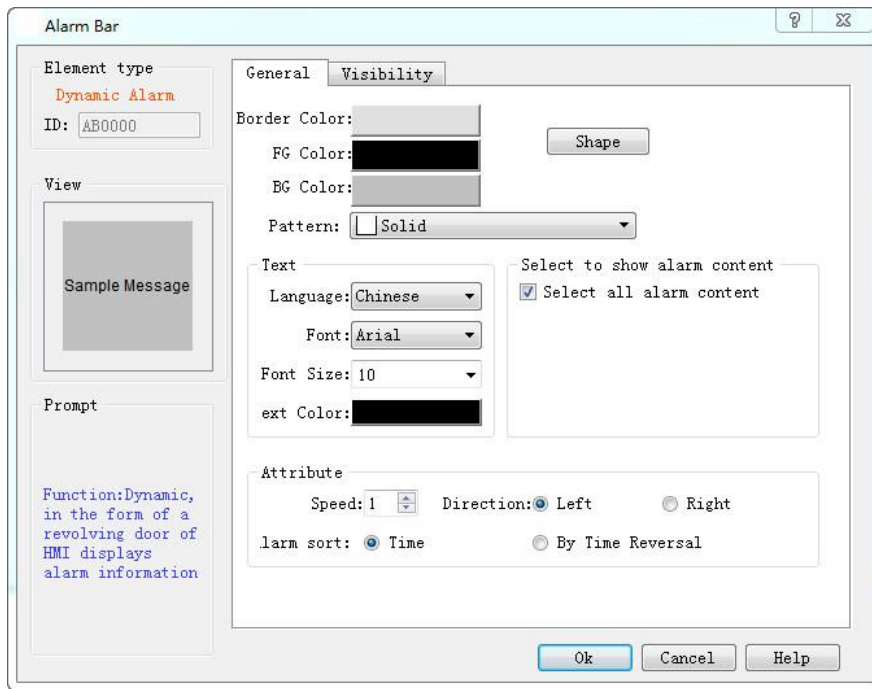 Alarm Bar
Element type
Dynamic Alarm
ID: AB0000
View
Sample Message
Prompt
Function:Dynamic,
in the form of a
revolving door of
HMI displays
alarm information
General Visibility
Border Color:
FG Color:
BG Color:
Shape
Pattern: Solid
Text
Language: Chinese
Font: Arial
Font Size: 10
ext Color:
Select to show alarm content
Select all alarm content
Attribute
Speed: 1 Direction: Left Right
larm sort: Time By Time Reversal
Ok Cancel Help